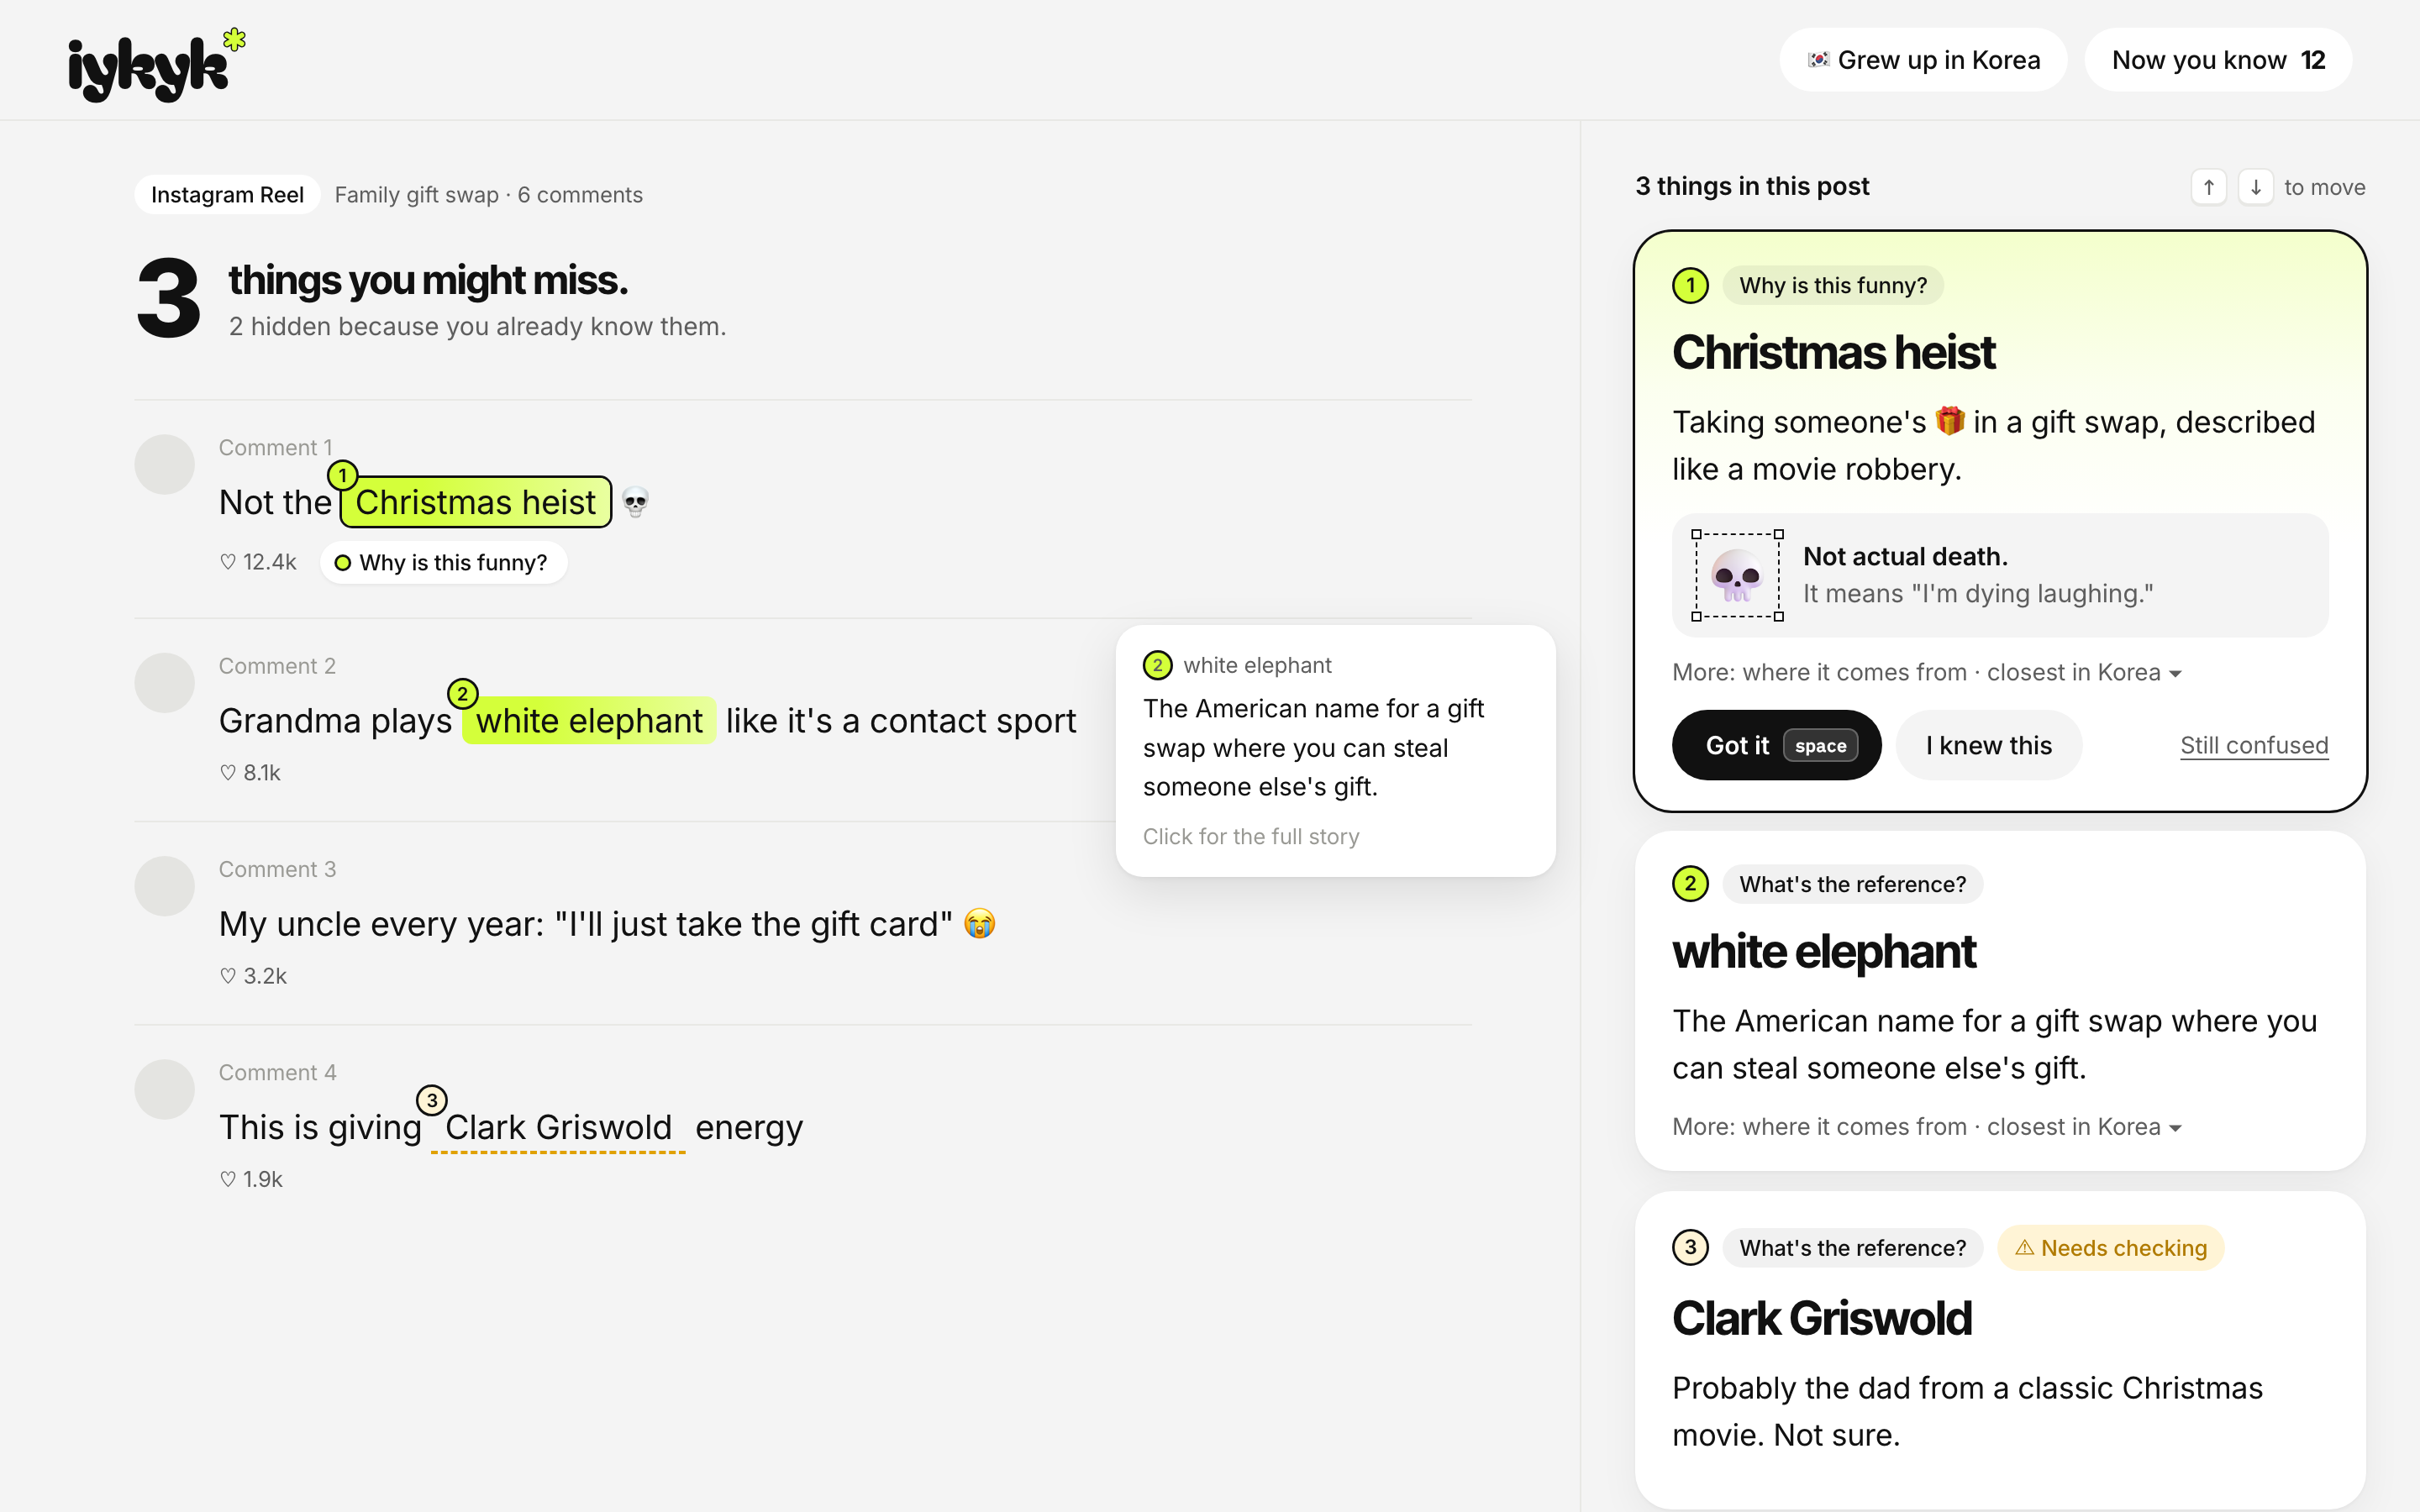 iykyk*
🇰🇷 Grew up in Korea
Now you know 12
Instagram Reel
Family gift swap · 6 comments
3
things you might miss.
2 hidden because you already know them.
Comment 1
1
Not the Christmas heist 💀
♡ 12.4k
Why is this funny?
Comment 2
2
Grandma plays white elephant like it's a contact sport
♡ 8.1k
2 white elephant
The American name for a gift
swap where you can steal
someone else's gift.
Click for the full story
Comment 3
My uncle every year: "I'll just take the gift card" 😭
♡ 3.2k
Comment 4
3
This is giving Clark Griswold energy
♡ 1.9k
3 things in this post
↑ ↓ to move
1 Why is this funny?
Christmas heist
Taking someone's 🎁 in a gift swap, described
like a movie robbery.
Not actual death.
It means "I'm dying laughing."
More: where it comes from · closest in Korea ▾
Got it space
I knew this
Still confused
2 What's the reference?
white elephant
The American name for a gift swap where you
can steal someone else's gift.
More: where it comes from · closest in Korea ▾
3 What's the reference? ⚠ Needs checking
Clark Griswold
Probably the dad from a classic Christmas
movie. Not sure.